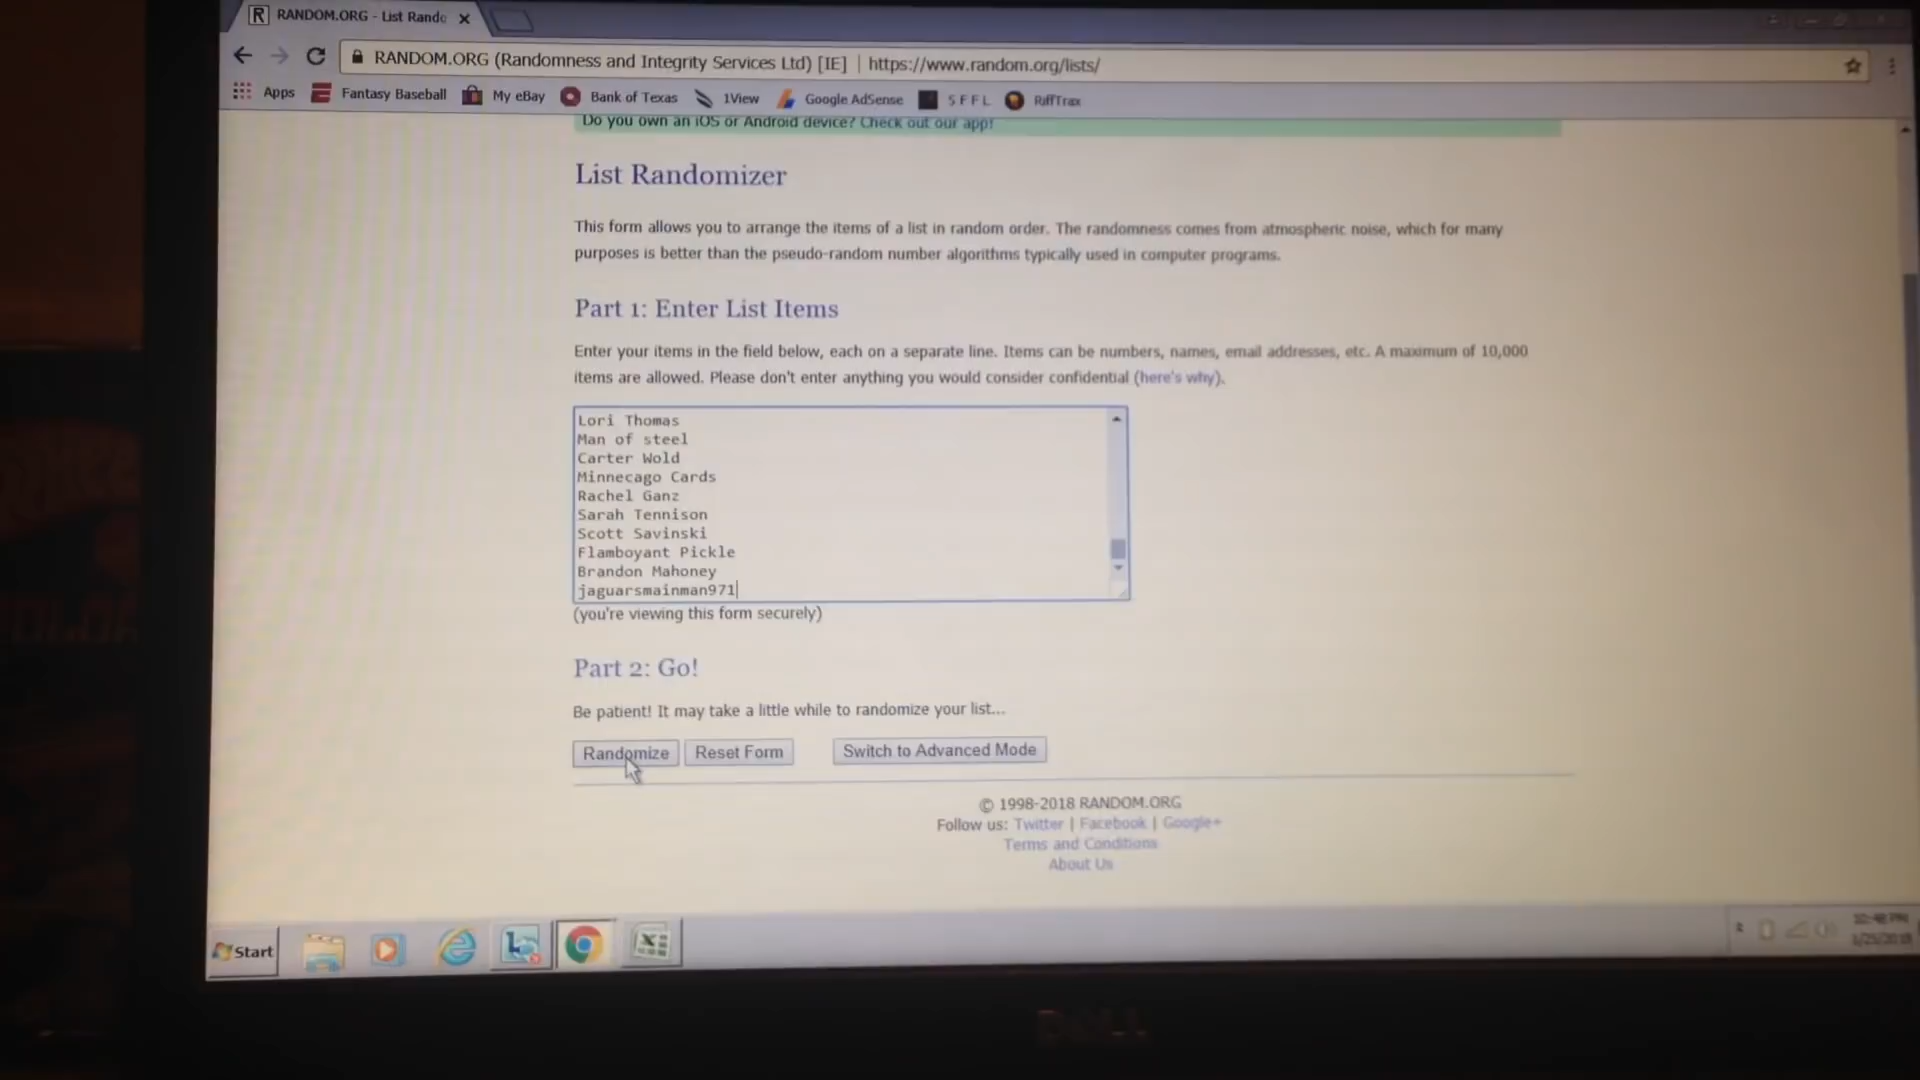 RANDOM.ORG - List Rando
RANDOM.ORG (Randomness and Integrity Services Ltd) [IE] | https://www.random.org/lists/
Apps Fantasy Baseball My eBay Bank of Texas 1View Google AdSense S F F L RiffTrax
Do you own an iOS or Android device? Check out our app!
List Randomizer
This form allows you to arrange the items of a list in random order. The randomness comes from atmospheric noise, which for many
purposes is better than the pseudo-random number algorithms typically used in computer programs.
Part 1: Enter List Items
Enter your items in the field below, each on a separate line. Items can be numbers, names, email addresses, etc. A maximum of 10,000
items are allowed. Please don't enter anything you would consider confidential (here's why).
Lori Thomas
Man of steel
Carter Wold
Minnecago Cards
Rachel Ganz
Sarah Tennison
Scott Savinski
Flamboyant Pickle
Brandon Mahoney
jaguarsmainman971
(you're viewing this form securely)
Part 2: Go!
Be patient! It may take a little while to randomize your list...
Randomize Reset Form Switch to Advanced Mode
© 1998-2018 RANDOM.ORG
Follow us: Twitter | Facebook | Google+
Terms and Conditions
About Us
Start
DELL